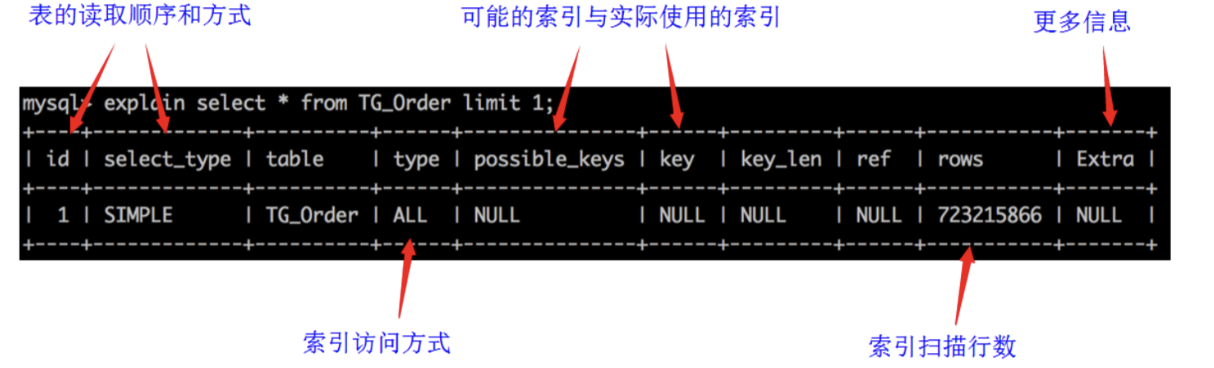 表的读取顺序和方式
可能的索引与实际使用的索引
更多信息
mysql> explain select * from TG_Order limit 1;
+----+-------------+----------+------+---------------+------+---------+------+-----------+-------+
| id | select_type | table | type | possible_keys | key | key_len | ref | rows | Extra |
+----+-------------+----------+------+---------------+------+---------+------+-----------+-------+
| 1 | SIMPLE | TG_Order | ALL | NULL | NULL | NULL | NULL | 723215866 | NULL |
+----+-------------+----------+------+---------------+------+---------+------+-----------+-------+
索引访问方式
索引扫描行数